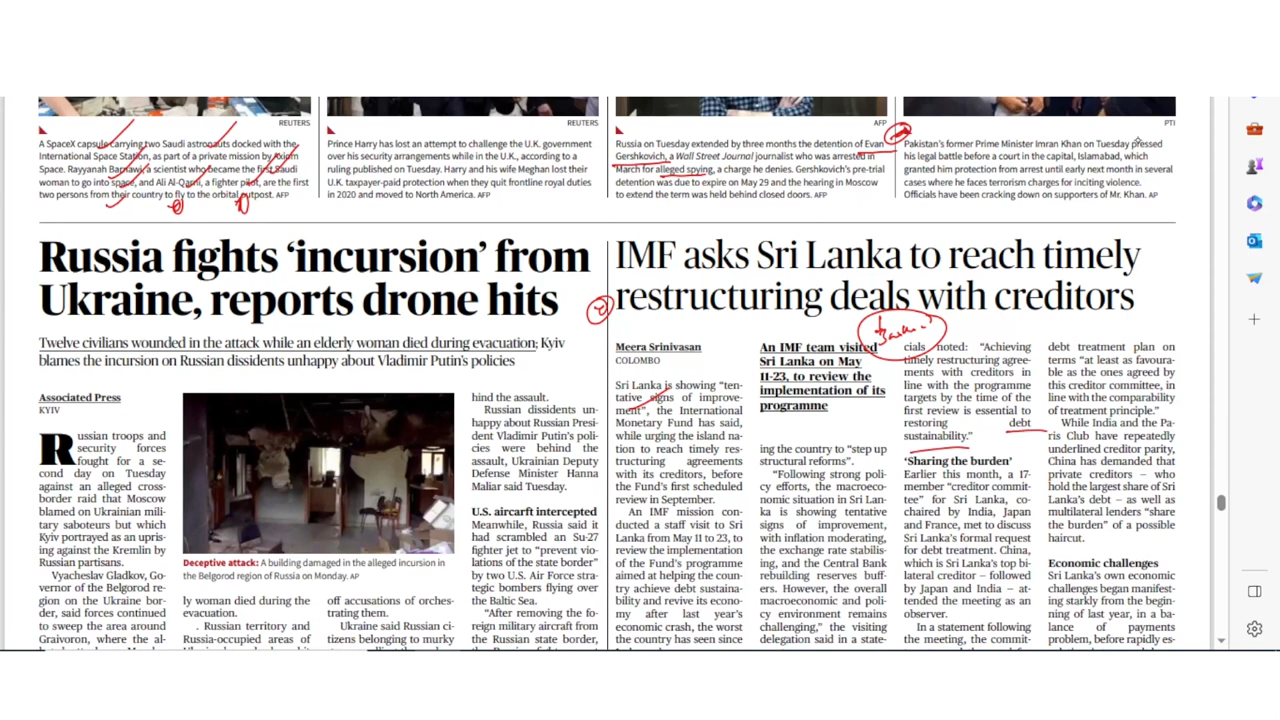 REUTERS
A SpaceX capsule carrying two Saudi astronauts docked with the
International Space Station, as part of a private mission by Axiom
Space. Rayyanah Barnawi, a scientist who became the first Saudi
woman to go into space, and Ali Al-Qarni, a fighter pilot, are the first
two persons from their country to fly to the orbital outpost. AFP
REUTERS
Prince Harry has lost an attempt to challenge the U.K. government
over his security arrangements while in the U.K., according to a
ruling published on Tuesday. Harry and his wife Meghan lost their
U.K. taxpayer-paid protection when they quit frontline royal duties
in 2020 and moved to North America. AFP
AFP
Russia on Tuesday extended by three months the detention of Evan
Gershkovich, a Wall Street Journal journalist who was arrested in
March for alleged spying, a charge he denies. Gershkovich's pre-trial
detention was due to expire on May 29 and the hearing in Moscow
to extend the term was held behind closed doors. AFP
PTI
Pakistan's former Prime Minister Imran Khan on Tuesday pressed
his legal battle before a court in the capital, Islamabad, which
granted him protection from arrest until early next month in several
cases where he faces terrorism charges for inciting violence.
Officials have been cracking down on supporters of Mr. Khan. AP
Russia fights ‘incursion’ from
Ukraine, reports drone hits
Twelve civilians wounded in the attack while an elderly woman died during evacuation; Kyiv
blames the incursion on Russian dissidents unhappy about Vladimir Putin's policies
Associated Press
KYIV
Russian troops and
security forces
fought for a se-
cond day on Tuesday
against an alleged cross-
border raid that Moscow
blamed on Ukrainian mili-
tary saboteurs but which
Kyiv portrayed as an upris-
ing against the Kremlin by
Russian partisans.
Vyacheslav Gladkov, Go-
vernor of the Belgorod re-
gion on the Ukraine bor-
der, said forces continued
to sweep the area around
Graivoron, where the al-
Deceptive attack: A building damaged in the alleged incursion in
the Belgorod region of Russia on Monday. AP
ly woman died during the
evacuation.
. Russian territory and
Russia-occupied areas of
off accusations of orches-
trating them.
Ukraine said Russian ci-
tizens belonging to murky
hind the assault.
Russian dissidents un-
happy about Russian Presi-
dent Vladimir Putin's poli-
cies were behind the
assault, Ukrainian Deputy
Defense Minister Hanna
Maliar said Tuesday.
U.S. aircarft intercepted
Meanwhile, Russia said it
had scrambled an Su-27
fighter jet to “prevent vio-
lations of the state border”
by two U.S. Air Force stra-
tegic bombers flying over
the Baltic Sea.
“After removing the fo-
reign military aircraft from
the Russian state border,
IMF asks Sri Lanka to reach timely
restructuring deals with creditors
Meera Srinivasan
COLOMBO
Sri Lanka is showing “ten-
tative signs of improve-
ment”, the International
Monetary Fund has said,
while urging the island na-
tion to reach timely res-
tructuring agreements
with its creditors, before
the Fund's first scheduled
review in September.
An IMF mission con-
ducted a staff visit to Sri
Lanka from May 11 to 23, to
review the implementation
of the Fund's programme
aimed at helping the coun-
try achieve debt sustaina-
bility and revive its econo-
my after last year's
economic crash, the worst
the country has seen since
An IMF team visited
Sri Lanka on May
11-23, to review the
implementation of its
programme
ing the country to “step up
structural reforms”.
“Following strong poli-
cy efforts, the macroeco-
nomic situation in Sri Lan-
ka is showing tentative
signs of improvement,
with inflation moderating,
the exchange rate stabilis-
ing, and the Central Bank
rebuilding reserves buff-
ers. However, the overall
macroeconomic and poli-
cy environment remains
challenging,” the visiting
delegation said in a state-
cials noted: “Achieving
timely restructuring agree-
ments with creditors in
line with the programme
targets by the time of the
first review is essential to
restoring debt
sustainability.”
‘Sharing the burden’
Earlier this month, a 17-
member “creditor commit-
tee” for Sri Lanka, co-
chaired by India, Japan
and France, met to discuss
Sri Lanka's formal request
for debt treatment. China,
which is Sri Lanka's top bi-
lateral creditor – followed
by Japan and India – at-
tended the meeting as an
observer.
In a statement following
the meeting, the commit-
debt treatment plan on
terms “at least as favoura-
ble as the ones agreed by
this creditor committee, in
line with the comparability
of treatment principle.”
While India and the Pa-
ris Club have repeatedly
underlined creditor parity,
China has demanded that
private creditors – who
hold the largest share of Sri
Lanka's debt – as well as
multilateral lenders “share
the burden” of a possible
haircut.
Economic challenges
Sri Lanka's own economic
challenges began manifest-
ing starkly from the begin-
ning of last year, in a ba-
lance of payments
problem, before rapidly es-